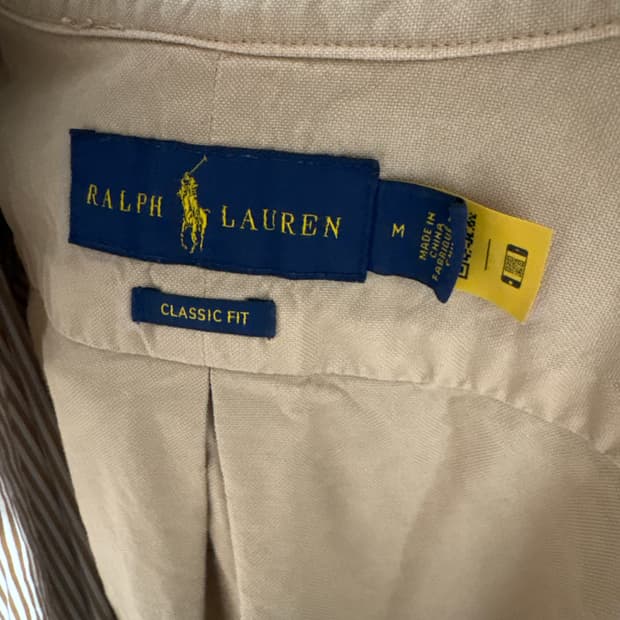 RALPH LAUREN
M
MADE IN
CHINA
CLASSIC FIT